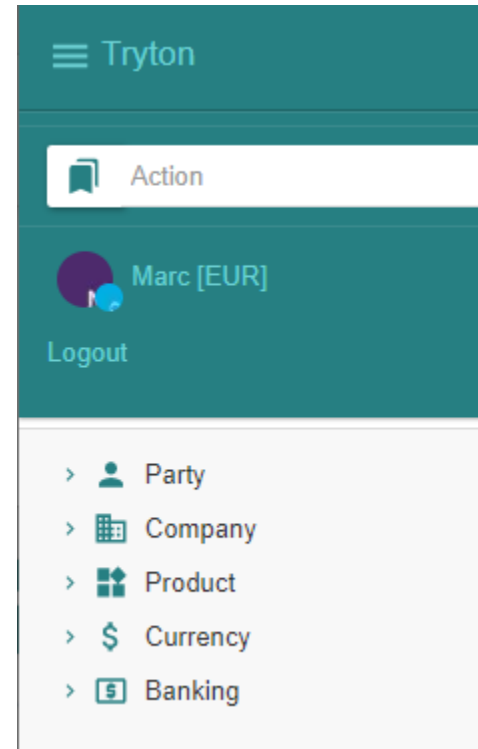 Tryton
Action
Marc [EUR]
Logout
Party
Company
Product
$ Currency
Banking